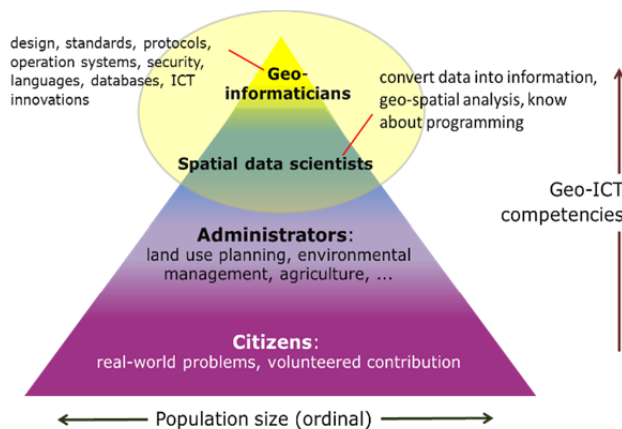 design, standards, protocols,
operation systems, security,
languages, databases, ICT
innovations
Geo-
informaticians
convert data into information,
geo-spatial analysis, know
about programming
Spatial data scientists
Geo-ICT
competencies
Administrators:
land use planning, environmental
management, agriculture, ...
Citizens:
real-world problems, volunteered contribution
Population size (ordinal)